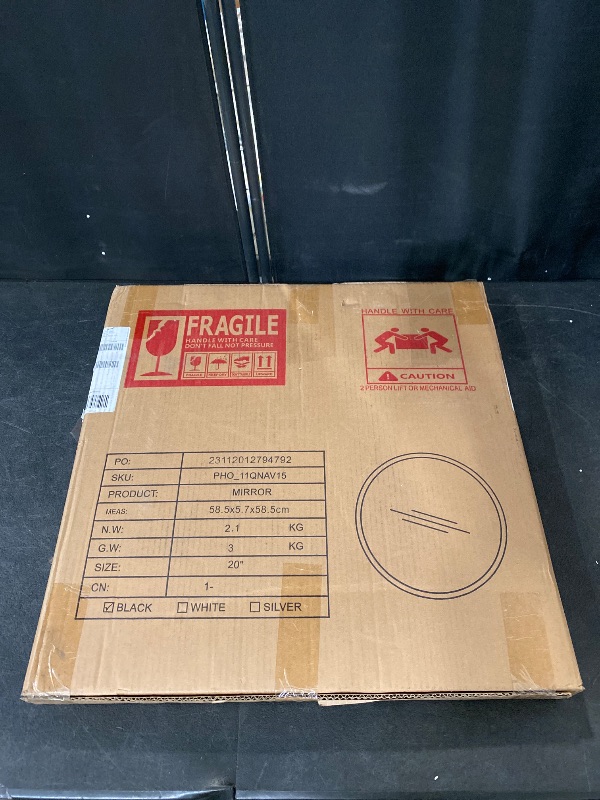 FRAGILE
HANDLE WITH CARE
DON'T FALL NOT PRESSURE
HANDLE WITH CARE
CAUTION
2 PERSON LIFT OR MECHANICAL AID
PO: 23112012794792
SKU: PHO_11QNAV15
PRODUCT: MIRROR
MEAS: 58.5x5.7x58.5cm
N.W: 2.1 KG
G.W: 3 KG
SIZE: 20"
CN: 1-
BLACK WHITE SILVER